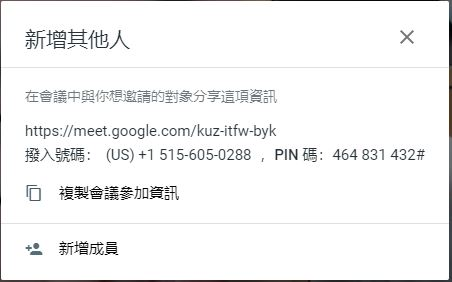 新增其他人
在會議中與你想邀請的對象分享這項資訊
https://meet.google.com/kuz-itfw-byk
撥入號碼： (US) +1 515-605-0288 ，PIN 碼：464 831 432#
複製會議參加資訊
新增成員